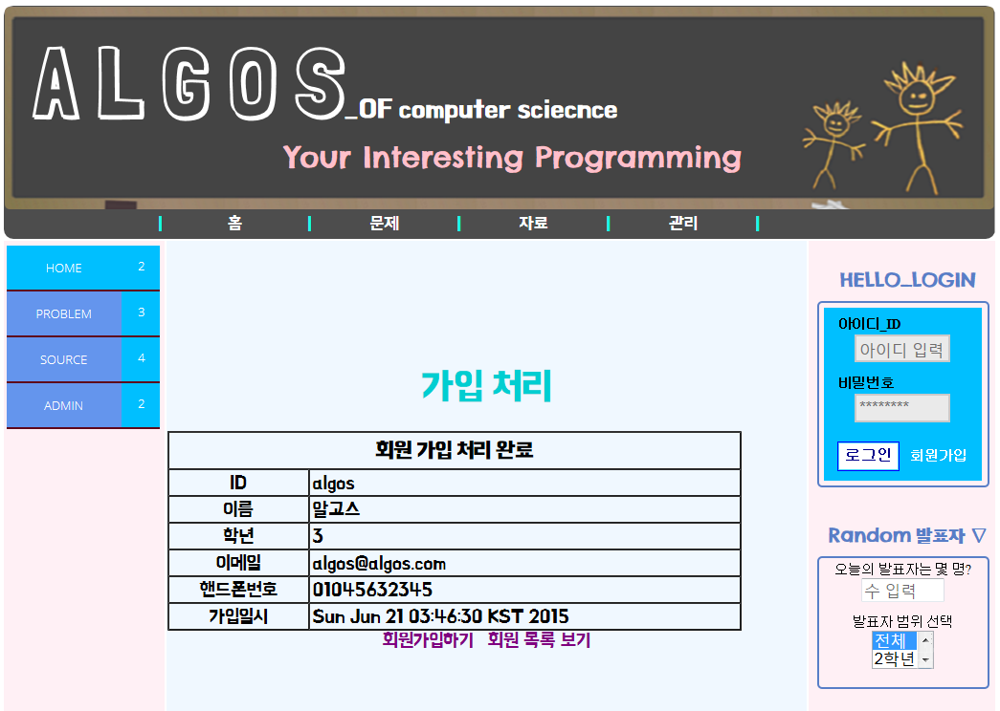 ALGOS_OF computer sciecnce
Your Interesting Programming
홈 문제 자료 관리
HOME 2
PROBLEM 3
SOURCE 4
ADMIN 2
가입 처리
회원 가입 처리 완료
ID algos
이름 말고스
학년 3
이메일 algos@algos.com
핸드폰번호 01045632345
가입일시 Sun Jun 21 03:46:30 KST 2015
회원가입하기 회원 목록 보기
HELLO_LOGIN
아이디_ID
아이디 입력
비밀번호
********
로그인 회원가입
Random 발표자 ▽
오늘의 발표자는 몇 명?
수 입력
발표자 범위 선택
전체
2학년